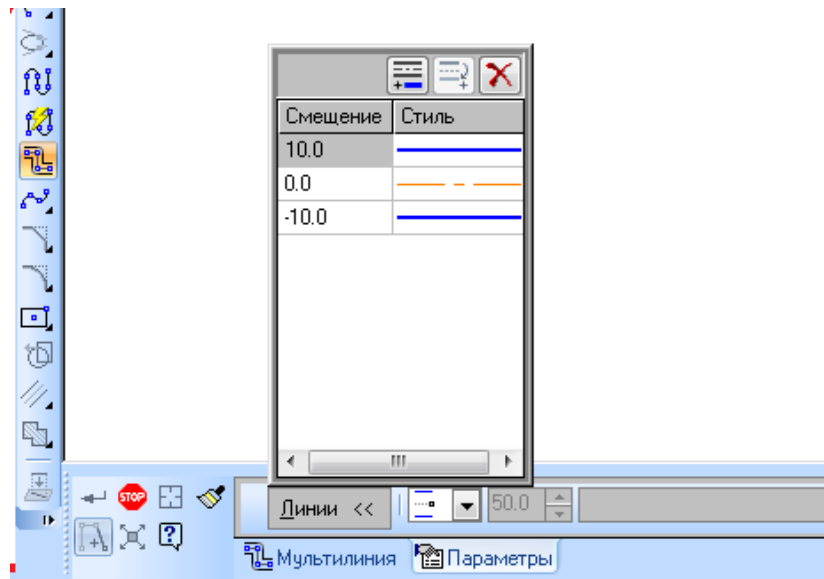 Смещение Стиль
10.0
0.0
-10.0
STOP
Линии << 50.0
Мультилиния Параметры